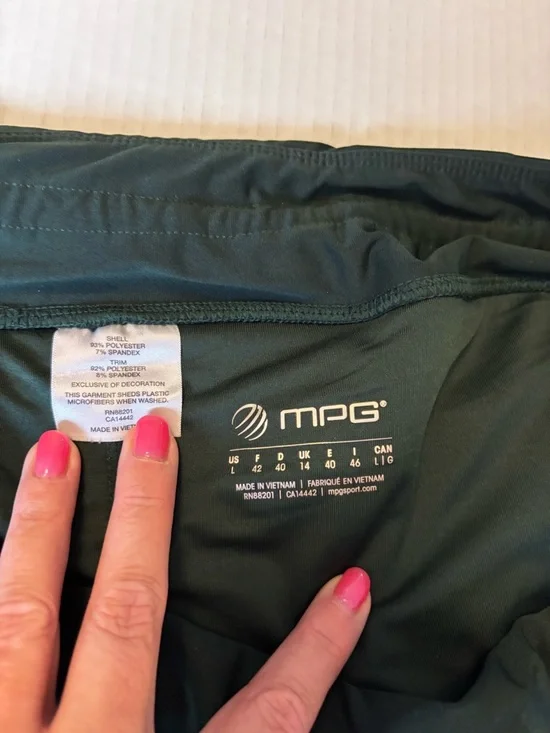 SHELL
93% POLYESTER
7% SPANDEX
TRIM
92% POLYESTER
8% SPANDEX
EXCLUSIVE OF DECORATION
THIS GARMENT SHEDS PLASTIC
MICROFIBERS WHEN WASHED.
RN88201
CA14442
MADE IN
MPG®
US F D UK E I CAN
L 42 40 14 40 46 L|G
MADE IN VIETNAM | FABRIQUÉ EN VIETNAM
RN88201 | CA14442 | mpgsport.com